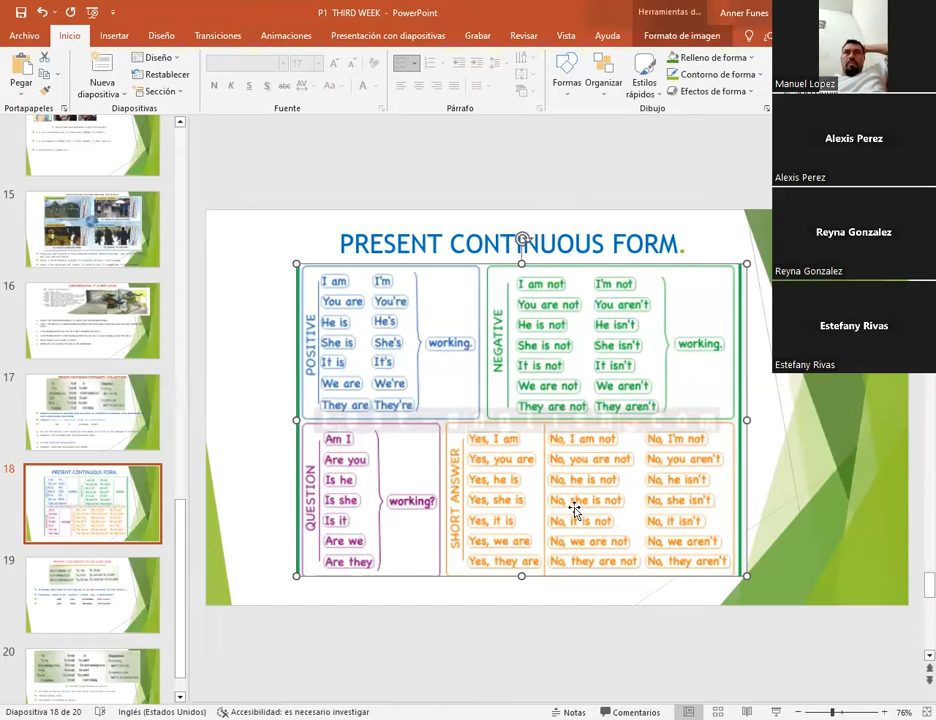 P1 THIRD WEEK - PowerPoint
Herramientas d...
Anner Funes
Archivo
Inicio
Insertar
Diseño
Transiciones
Animaciones
Presentación con diapositivas
Grabar
Revisar
Vista
Ayuda
Formato de imagen
Pegar
Nueva
diapositiva
Diseño
Restablecer
Sección
17
N K S abc AV Aa A
Formas
Organizar
Estilos
rápidos
Relleno de forma
Contorno de forma
Efectos de forma
Portapapeles
Diapositivas
Fuente
Párrafo
Dibujo
Manuel Lopez
Alexis Perez
Alexis Perez
Reyna Gonzalez
Reyna Gonzalez
Estefany Rivas
Estefany Rivas
15
16
17
18
19
20
PRESENT CONTINUOUS FORM.
POSITIVE
I am I'm
You are You're
He is He's
She is She's
It is It's
We are We're
They are They're
working.
NEGATIVE
I am not I'm not
You are not You aren't
He is not He isn't
She is not She isn't
It is not It isn't
We are not We aren't
They are not They aren't
working.
QUESTION
Am I
Are you
Is he
Is she
Is it
Are we
Are they
working?
SHORT ANSWER
Yes, I am No, I am not No, I'm not
Yes, you are No, you are not No, you aren't
Yes, he is No, he is not No, he isn't
Yes, she is No, she is not No, she isn't
Yes, it is No, it is not No, it isn't
Yes, we are No, we are not No, we aren't
Yes, they are No, they are not No, they aren't
Diapositiva 18 de 20
Inglés (Estados Unidos)
Accesibilidad: es necesario investigar
Notas
Comentarios
76%